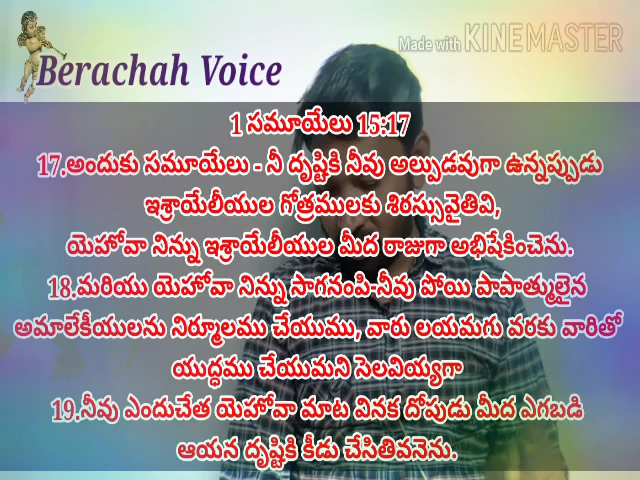 Made with KINEMASTER
Berachah Voice
1 సమూయేలు 15:17
17.అందుకు సమూయేలు - నీ దృష్టికి నీవు అల్పుడవుగా ఉన్నప్పుడు
ఇశ్రాయేలీయుల గోత్రములకు శిరస్సువైతివి,
యెహోవా నిన్ను ఇశ్రాయేలీయుల మీద రాజుగా అభిషేకించెను.
18.మరియు యెహోవా నిన్ను సాగనంపి-నీవు పోయి పాపాత్ములైన
అమాలేకీయులను నిర్మూలము చేయుము, వారు లయమగు వరకు వారితో
యుద్ధము చేయుమని సెలవియ్యగా
19.నీవు ఎందుచేత యెహోవా మాట వినక దోపుడు మీద ఎగబడి
ఆయన దృష్టికి కీడు చేసితివనెను.